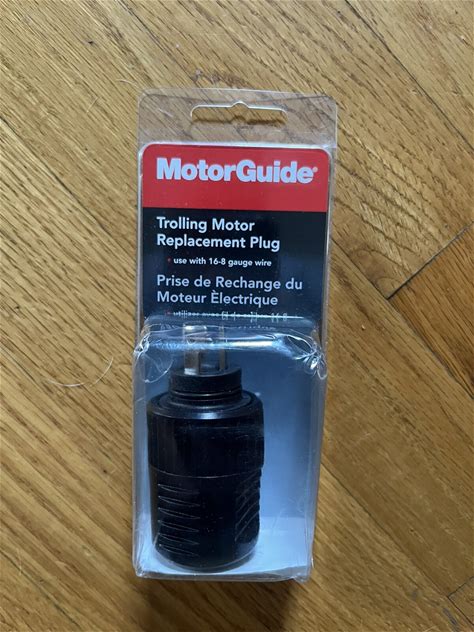 MotorGuide®
Trolling Motor
Replacement Plug
• use with 16-8 gauge wire
Prise de Rechange du
Moteur Èlectrique